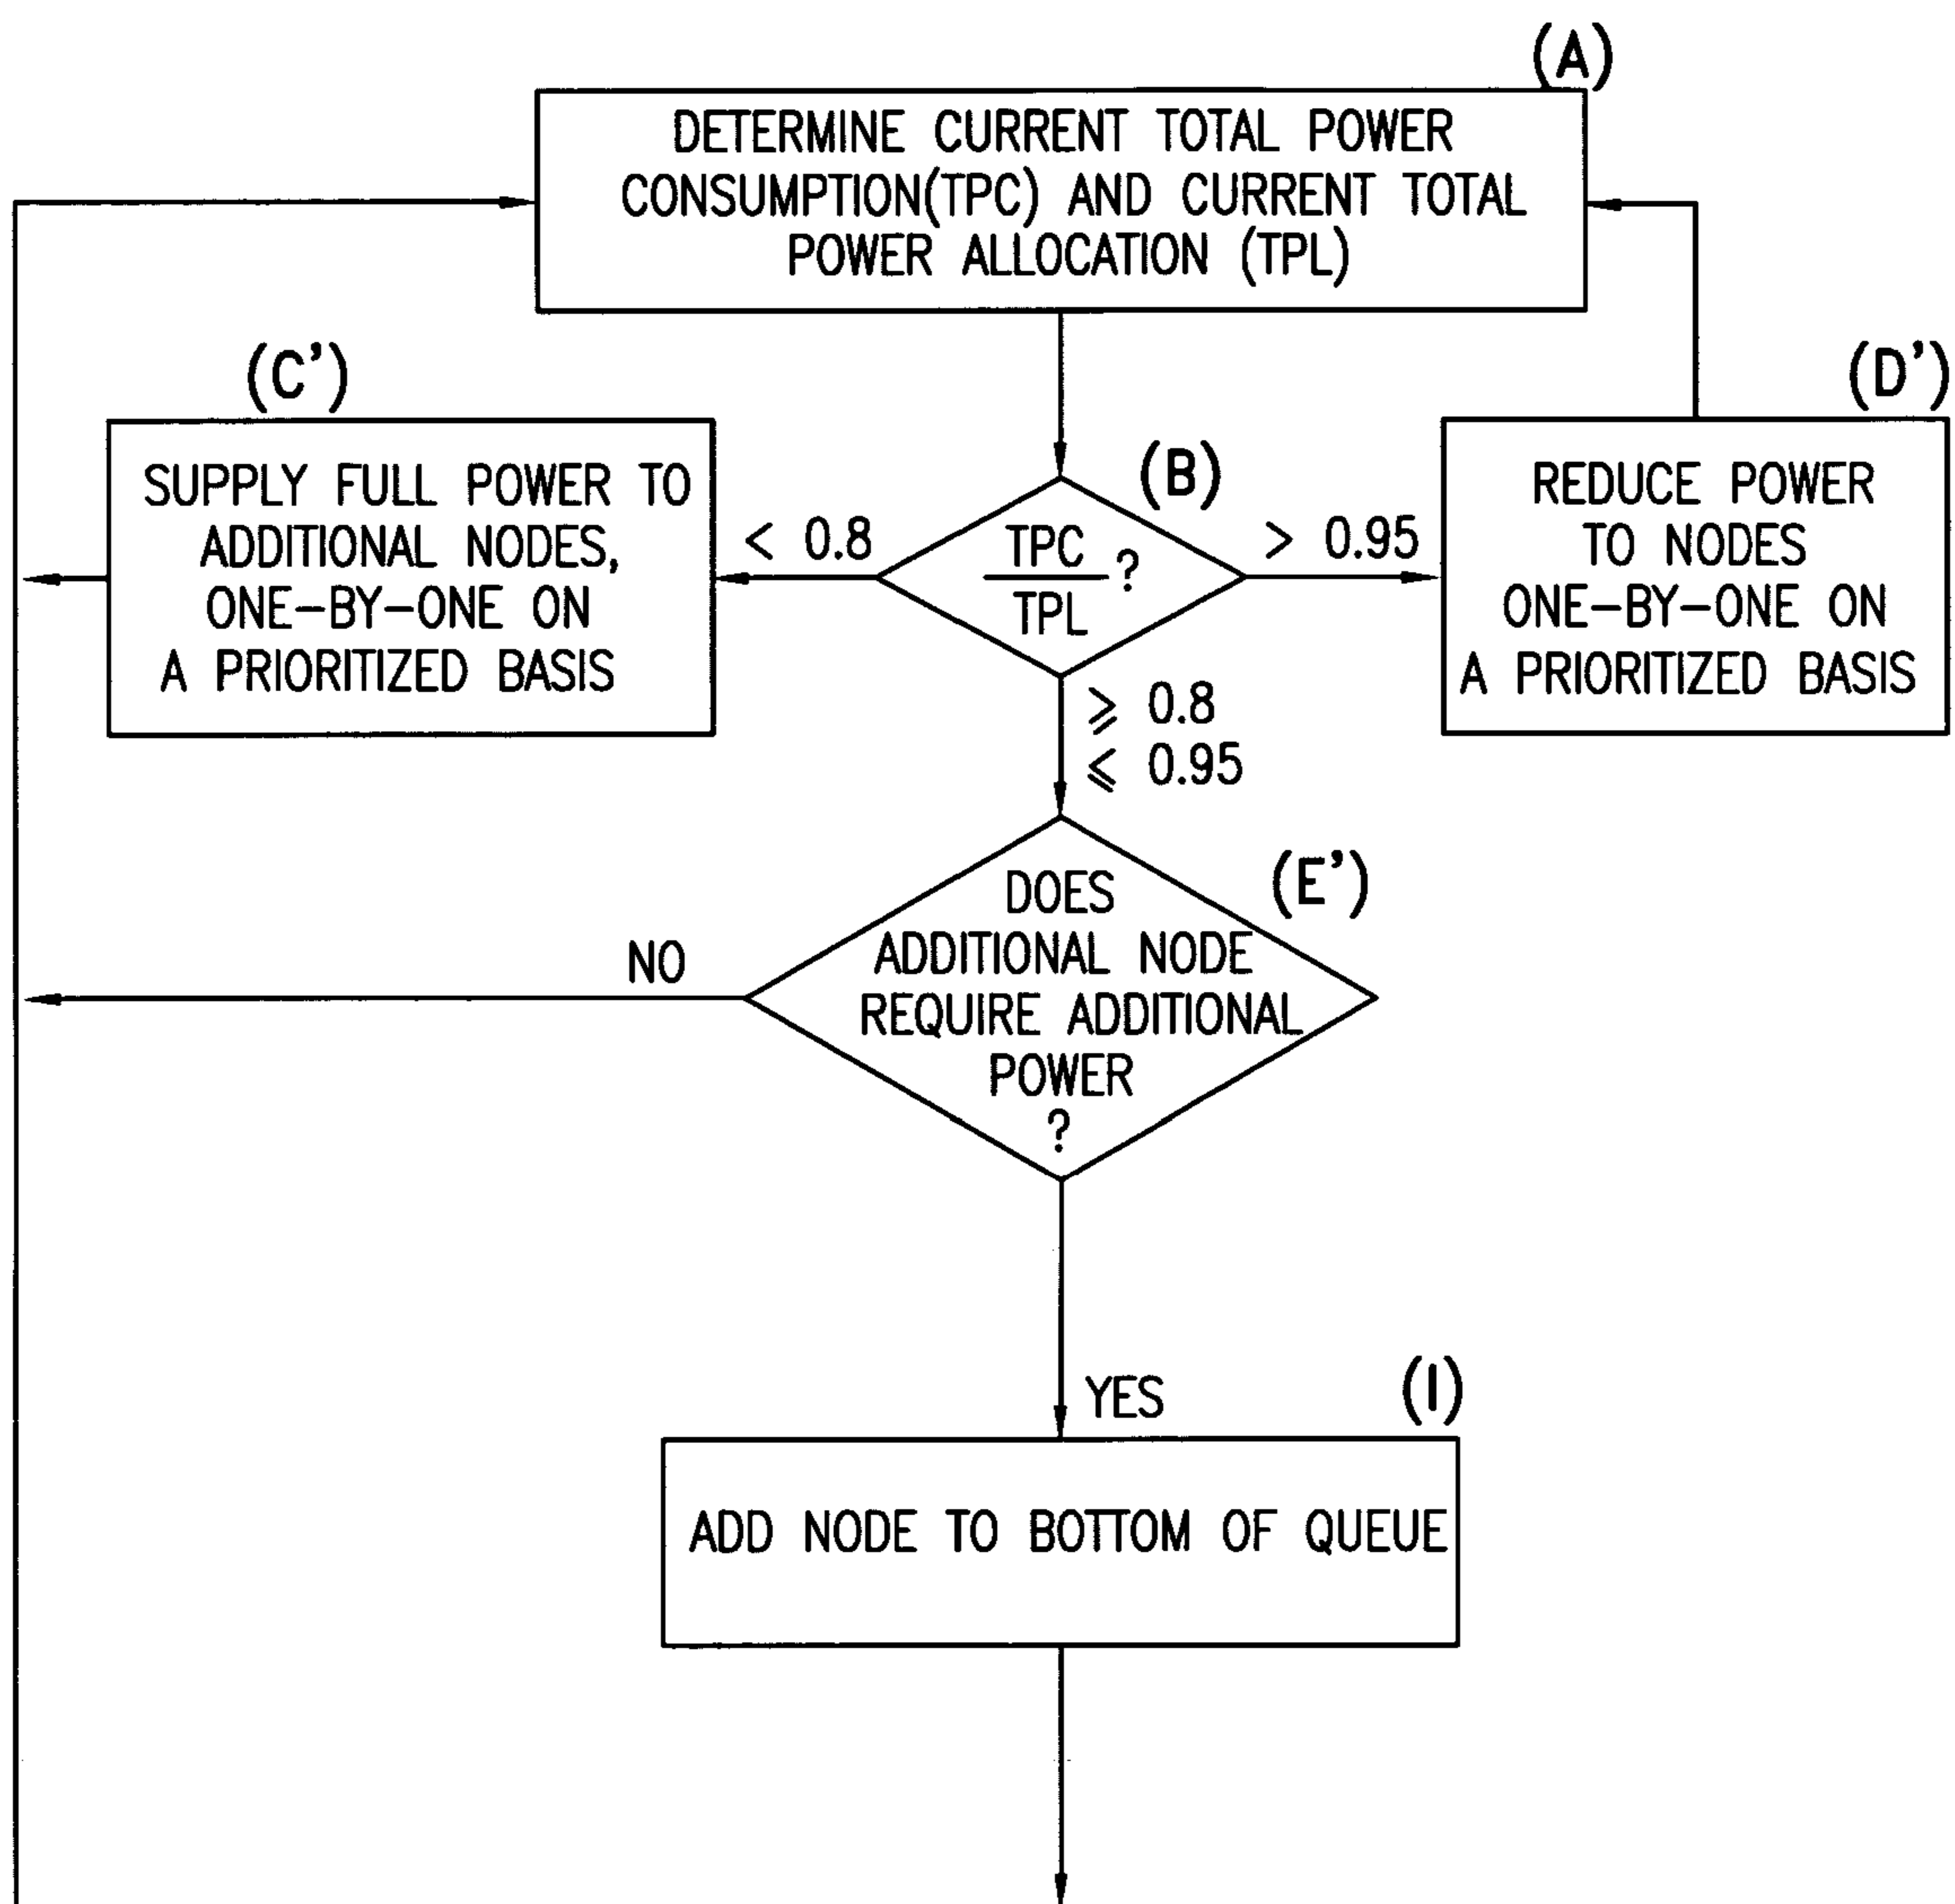 (A)
DETERMINE CURRENT TOTAL POWER
CONSUMPTION(TPC) AND CURRENT TOTAL
POWER ALLOCATION (TPL)
(C')
SUPPLY FULL POWER TO
ADDITIONAL NODES,
ONE-BY-ONE ON
A PRIORITIZED BASIS
< 0.8
(B)
TPC
TPL
?
> 0.95
(D')
REDUCE POWER
TO NODES
ONE-BY-ONE ON
A PRIORITIZED BASIS
⩾ 0.8
⩽ 0.95
(E')
DOES
ADDITIONAL NODE
REQUIRE ADDITIONAL
POWER
?
NO
YES
(I)
ADD NODE TO BOTTOM OF QUEUE